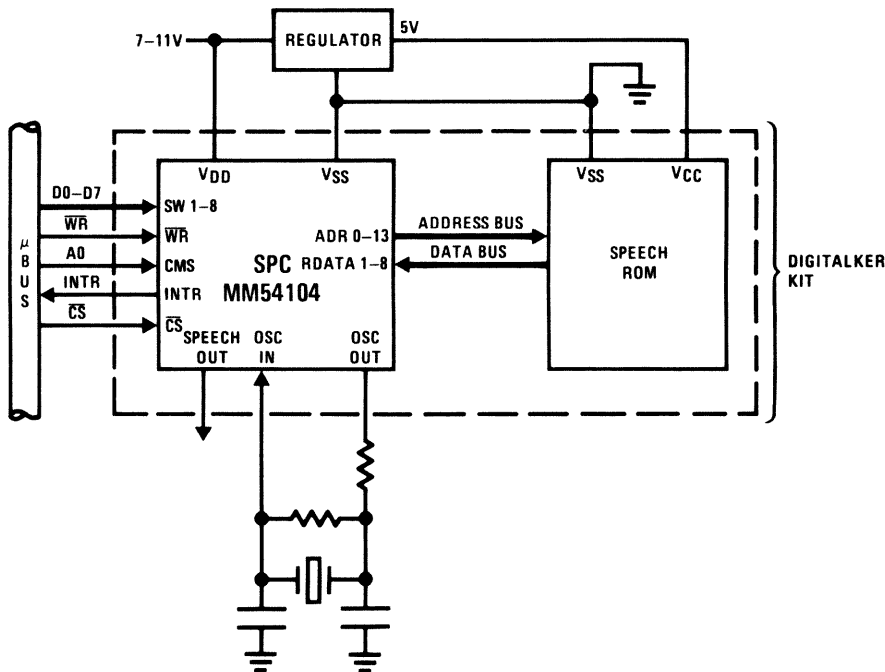 7–11V
REGULATOR
5V
VDD
VSS
VSS
VCC
μ
B
U
S
D0–D7
WR
A0
INTR
CS
SW 1–8
WR
CMS
INTR
CS
SPC
MM54104
ADR 0–13
RDATA 1–8
SPEECH
OUT
OSC
IN
OSC
OUT
ADDRESS BUS
DATA BUS
SPEECH
ROM
DIGITALKER
KIT